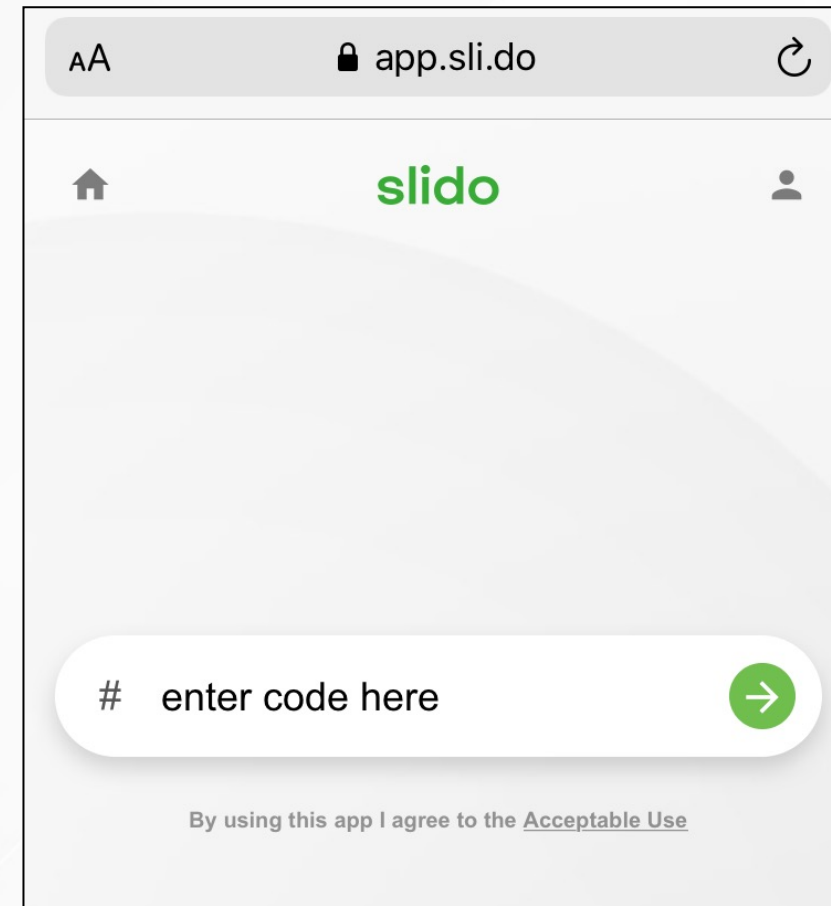 AA app.sli.do
slido
# enter code here
By using this app I agree to the Acceptable Use